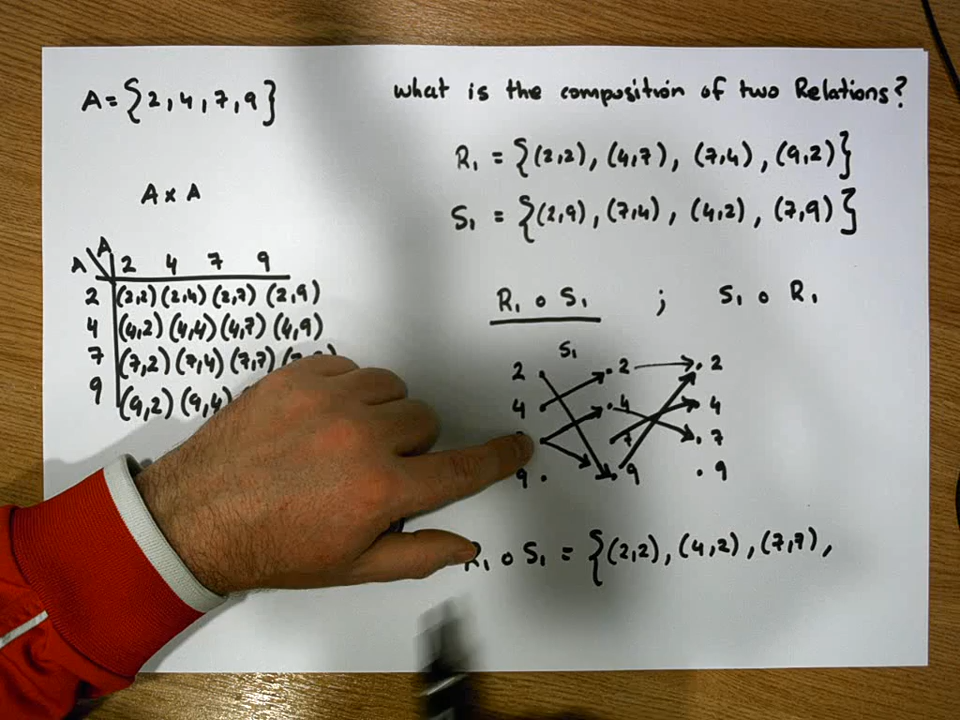 A = {2, 4, 7, 9}
what is the composition of two Relations?
R₁ = {(2,2), (4,7), (7,4), (9,2)}
A x A
S₁ = {(2,9), (7,4), (4,2), (7,9)}
A
A 2 4 7 9
2 (2,2) (2,4) (2,7) (2,9)
4 (4,2) (4,4) (4,7) (4,9)
7 (7,2) (7,4) (7,7)
9 (9,2) (9,4)
R₁ o S₁ ; S₁ o R₁
S₁
2 2 2
4 4 4
7 7
9 9 9
R₁ o S₁ = {(2,2), (4,2), (7,7),